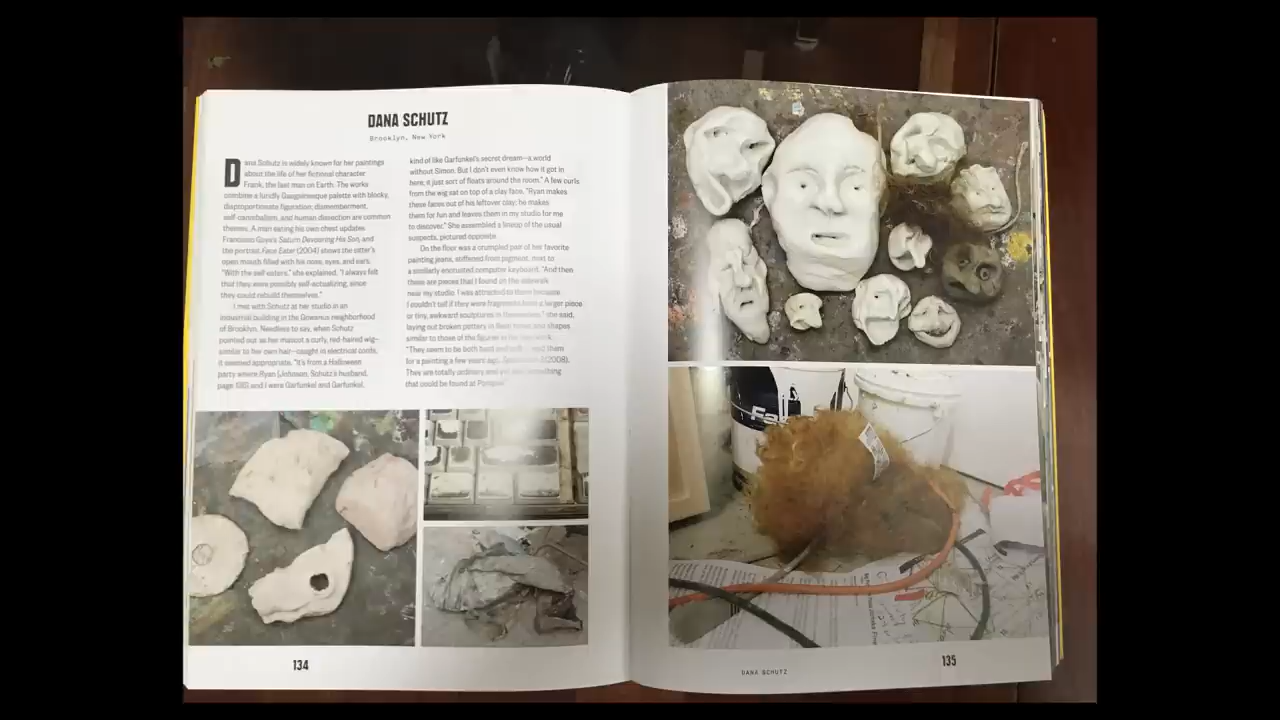 DANA SCHUTZ
Brooklyn, New York
Dana Schutz is widely known for her paintings
about the life of her fictional character
Frank, the last man on Earth. The works
combine a luridly Gauguinesque palette with blocky,
disproportionate figuration; dismemberment,
self-cannibalism, and human dissection are common
themes. A man eating his own chest updates
Francisco Goya's Saturn Devouring His Son, and
the portrait Face Eater (2004) shows the sitter's
open mouth filled with his nose, eyes, and ears.
"With the self eaters," she explained, "I always felt
that they were possibly self-actualizing, since
they could rebuild themselves."
I met with Schutz at her studio in an
industrial building in the Gowanus neighborhood
of Brooklyn. Needless to say, when Schutz
pointed out as her mascot a curly, red-haired wig—
similar to her own hair—caught in electrical cords,
it seemed appropriate. "It's from a Halloween
party where Ryan [Johnson, Schutz's husband,
page 180] and I were Garfunkel and Garfunkel,
kind of like Garfunkel's secret dream—a world
without Simon. But I don't even know how it got in
here; it just sort of floats around the room." A few curls
from the wig sat on top of a clay face. "Ryan makes
these faces out of his leftover clay; he makes
them for fun and leaves them in my studio for me
to discover." She assembled a lineup of the usual
suspects, pictured opposite.
On the floor was a crumpled pair of her favorite
painting jeans, stiffened from pigment, next to
a similarly encrusted computer keyboard. "And then
these are pieces that I found on the sidewalk
near my studio. I was attracted to them because
I couldn't tell if they were fragments from a larger piece
or tiny, awkward sculptures in themselves," she said,
laying out broken pottery in flesh tones and shapes
similar to those of the figures in her own work.
"They seem to be both hard and soft. I used them
for a painting a few years ago, (2008).
They are totally ordinary and yet like something
that could be found at Pompeii."
134
DANA SCHUTZ
135